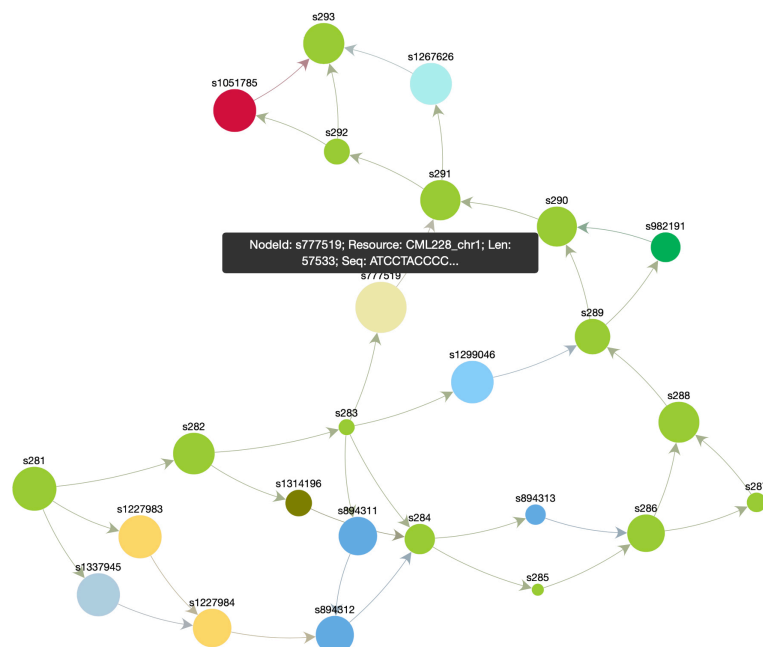 s293
s1267626
s1051785
s292
s291
s290
s982191
NodeId: s777519; Resource: CML228_chr1; Len:
57533; Seq: ATCCTACCCC...
s777519
s289
s1299046
s288
s283
s282
s281
s1314196
s287
s1227983
s894311
s284
s894313
s286
s1337945
s285
s1227984
s894312